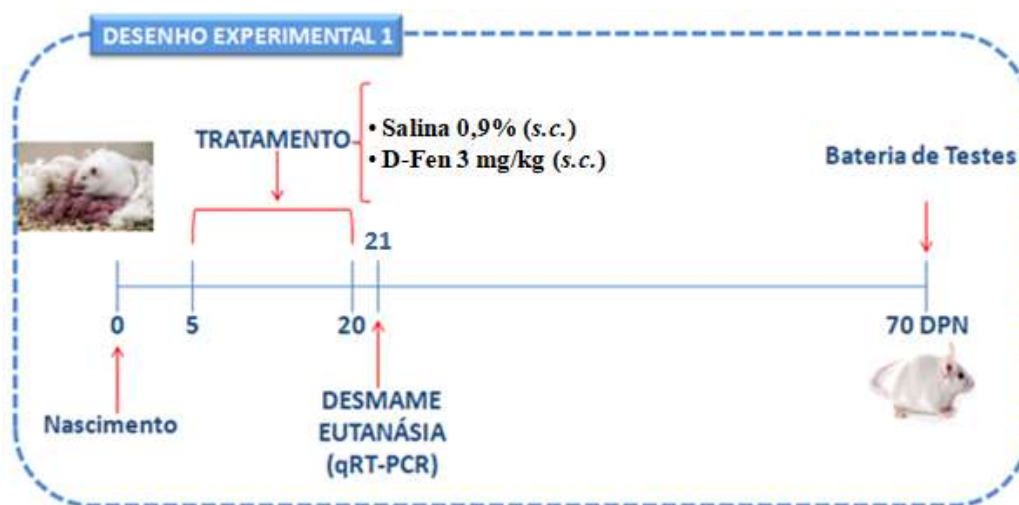 DESENHO EXPERIMENTAL 1
TRATAMENTO
• Salina 0,9% (s.c.)
• D-Fen 3 mg/kg (s.c.)
Bateria de Testes
21
0
5
20
70 DPN
Nascimento
DESMAME
EUTANÁSIA
(qRT-PCR)